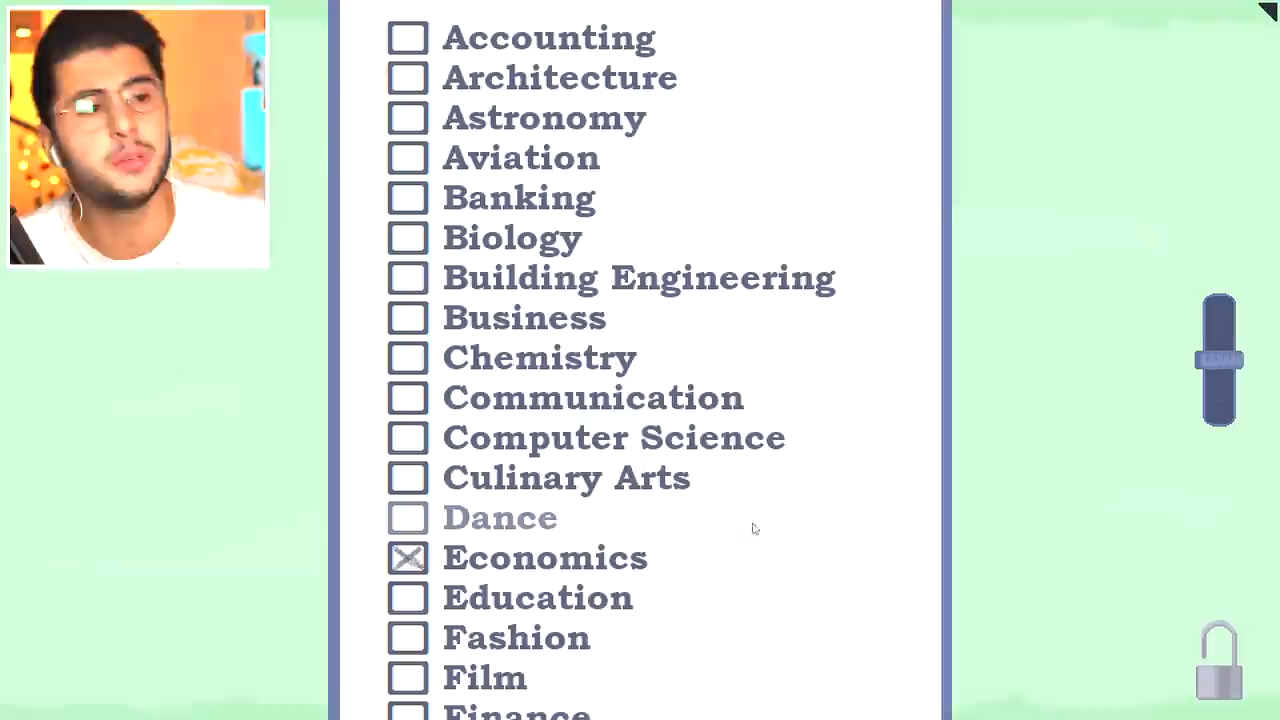 Accounting
Architecture
Astronomy
Aviation
Banking
Biology
Building Engineering
Business
Chemistry
Communication
Computer Science
Culinary Arts
Dance
Economics
Education
Fashion
Film
Finance